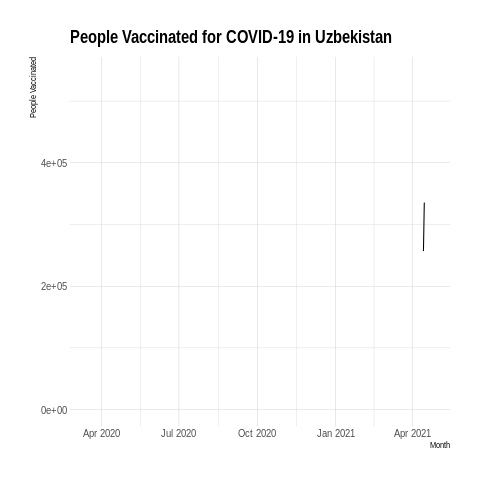 People Vaccinated for COVID-19 in Uzbekistan
People Vaccinated
4e+05
2e+05
0e+00
Apr 2020 Jul 2020 Oct 2020 Jan 2021 Apr 2021
Month